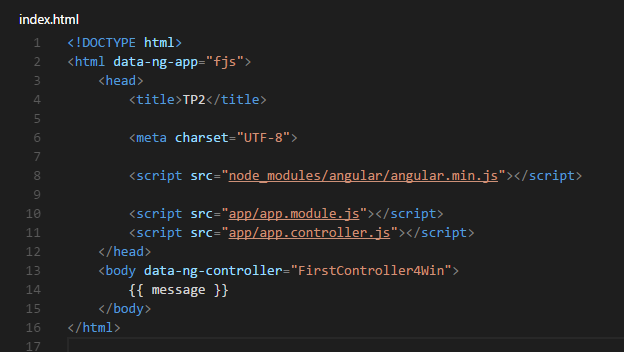 index.html
1 <!DOCTYPE html>
2 <html data-ng-app="fjs">
3 <head>
4 <title>TP2</title>
5
6 <meta charset="UTF-8">
7
8 <script src="node_modules/angular/angular.min.js"></script>
9
10 <script src="app/app.module.js"></script>
11 <script src="app/app.controller.js"></script>
12 </head>
13 <body data-ng-controller="FirstController4Win">
14 {{ message }}
15 </body>
16 </html>
17